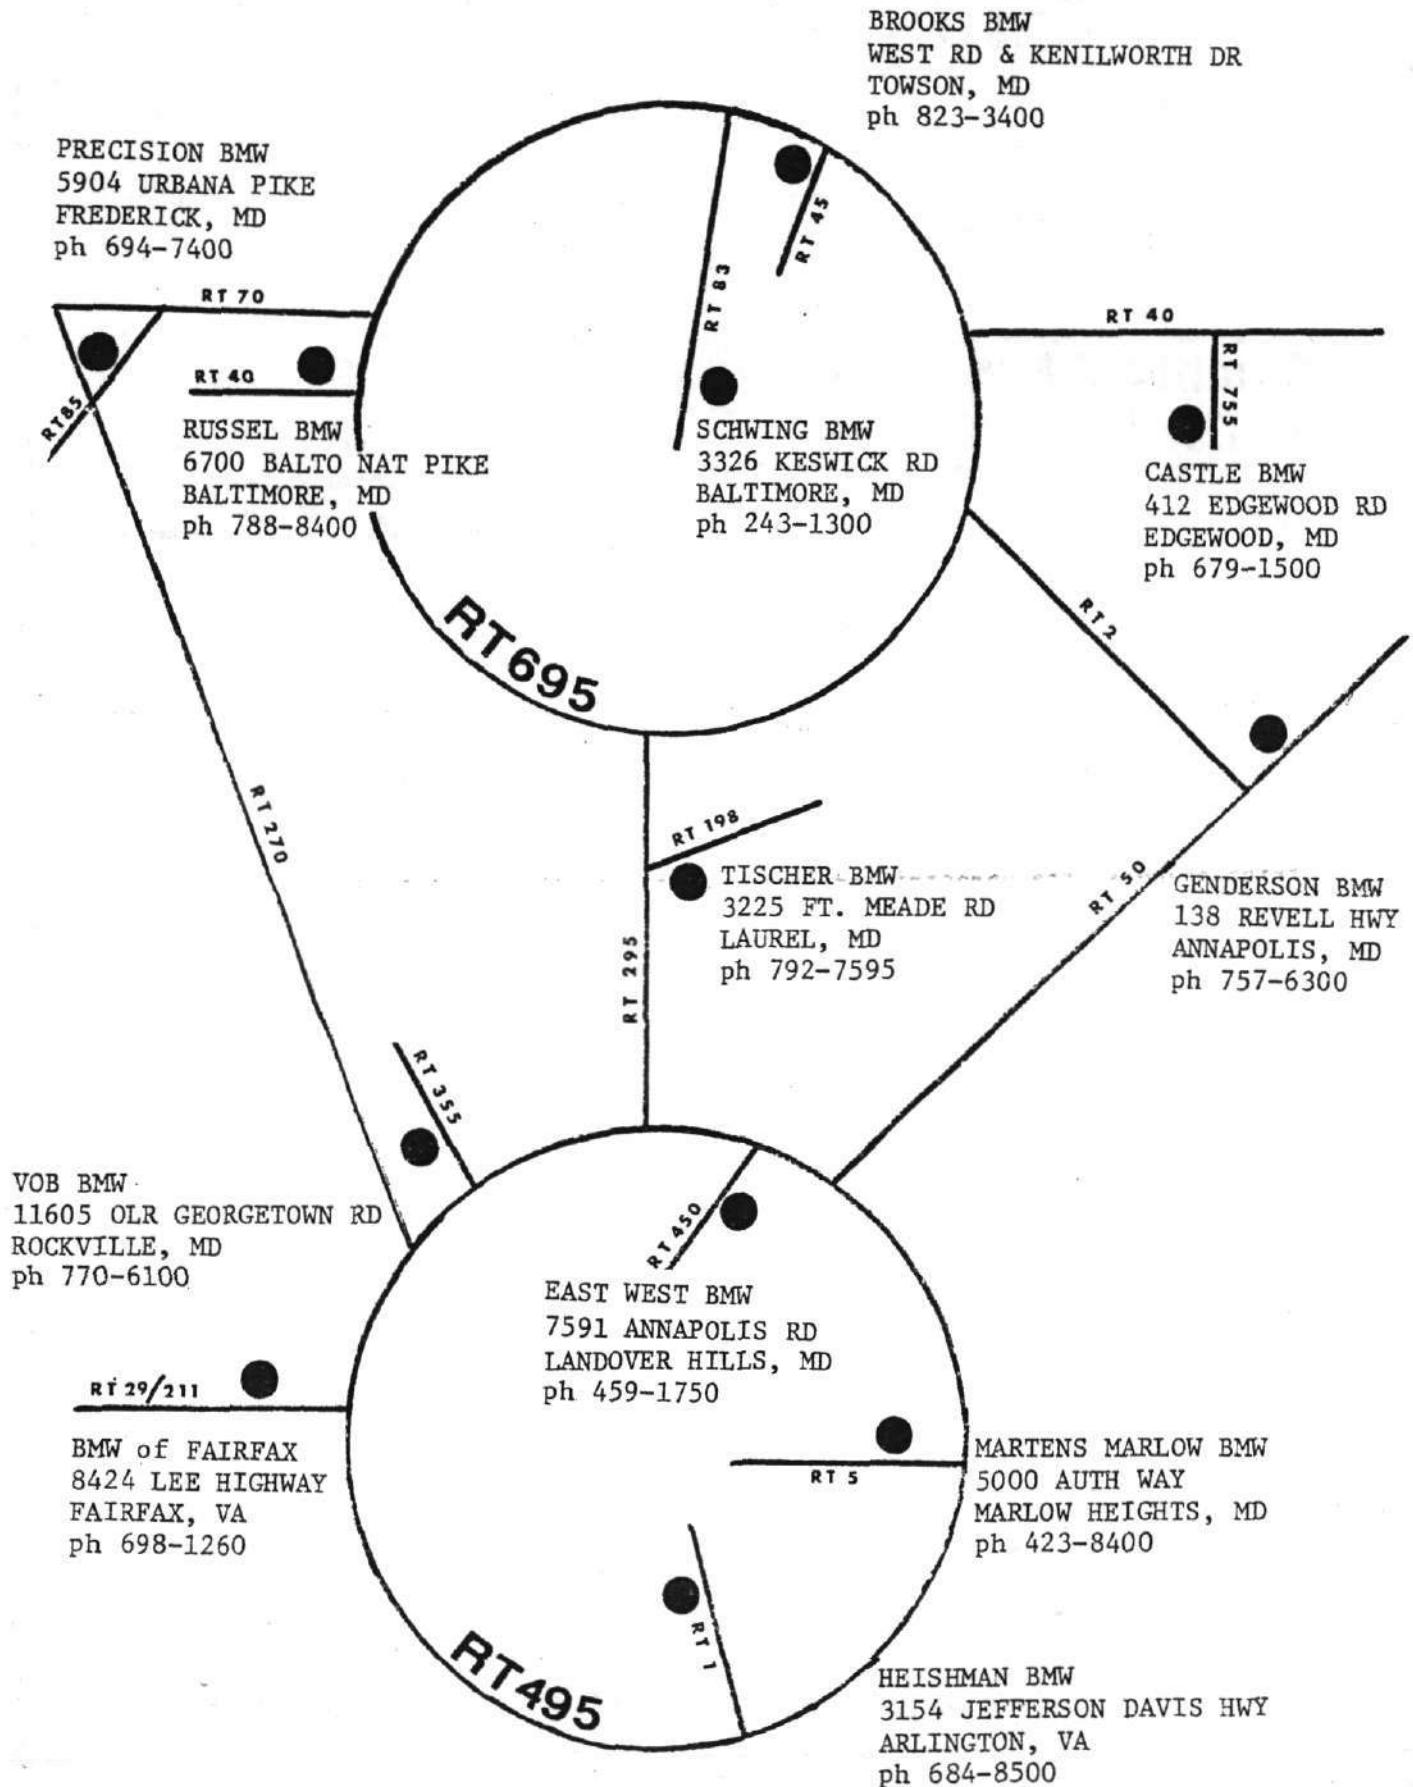 BROOKS BMW
WEST RD & KENILWORTH DR
TOWSON, MD
ph 823-3400
PRECISION BMW
5904 URBANA PIKE
FREDERICK, MD
ph 694-7400
RT 70
RT 45
RT 83
RT 40
RT 755
RT 40
RT85
RUSSEL BMW
6700 BALTO NAT PIKE
BALTIMORE, MD
ph 788-8400
SCHWING BMW
3326 KESWICK RD
BALTIMORE, MD
ph 243-1300
CASTLE BMW
412 EDGEWOOD RD
EDGEWOOD, MD
ph 679-1500
RT695
RT 2
RT 270
RT 198
TISCHER BMW
3225 FT. MEADE RD
LAUREL, MD
ph 792-7595
RT 50
GENDERSON BMW
138 REVELL HWY
ANNAPOLIS, MD
ph 757-6300
RT 295
RT 355
VOB BMW
11605 OLR GEORGETOWN RD
ROCKVILLE, MD
ph 770-6100
RT 450
EAST WEST BMW
7591 ANNAPOLIS RD
LANDOVER HILLS, MD
ph 459-1750
RT 29/211
BMW of FAIRFAX
8424 LEE HIGHWAY
FAIRFAX, VA
ph 698-1260
RT 5
MARTENS MARLOW BMW
5000 AUTH WAY
MARLOW HEIGHTS, MD
ph 423-8400
RT 1
RT495
HEISHMAN BMW
3154 JEFFERSON DAVIS HWY
ARLINGTON, VA
ph 684-8500